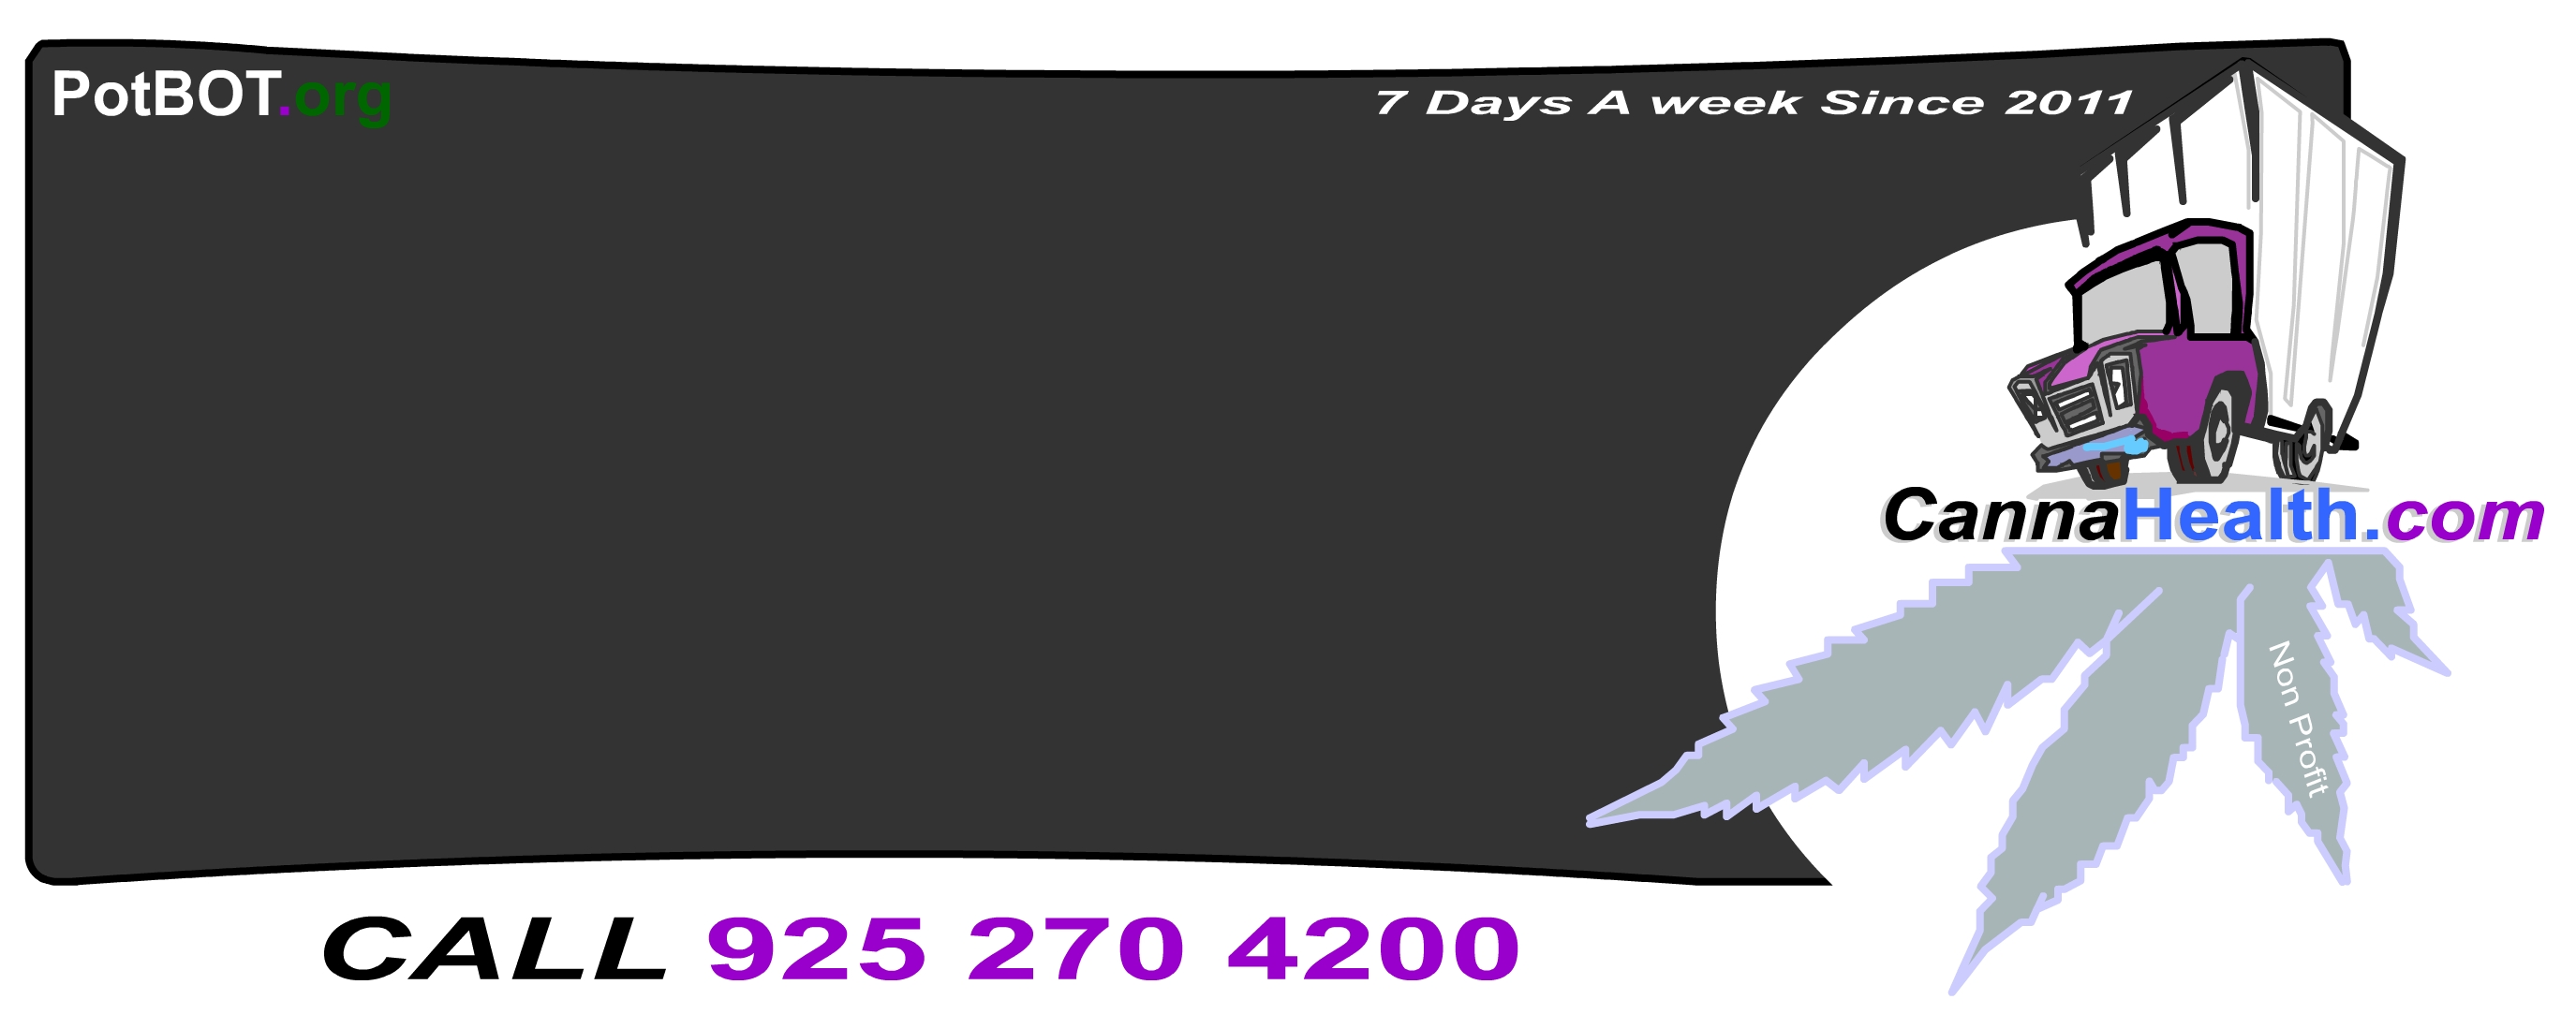 PotBOT.org
7 Days A week Since 2011
CannaHealth.com
Non Profit
CALL 925 270 4200